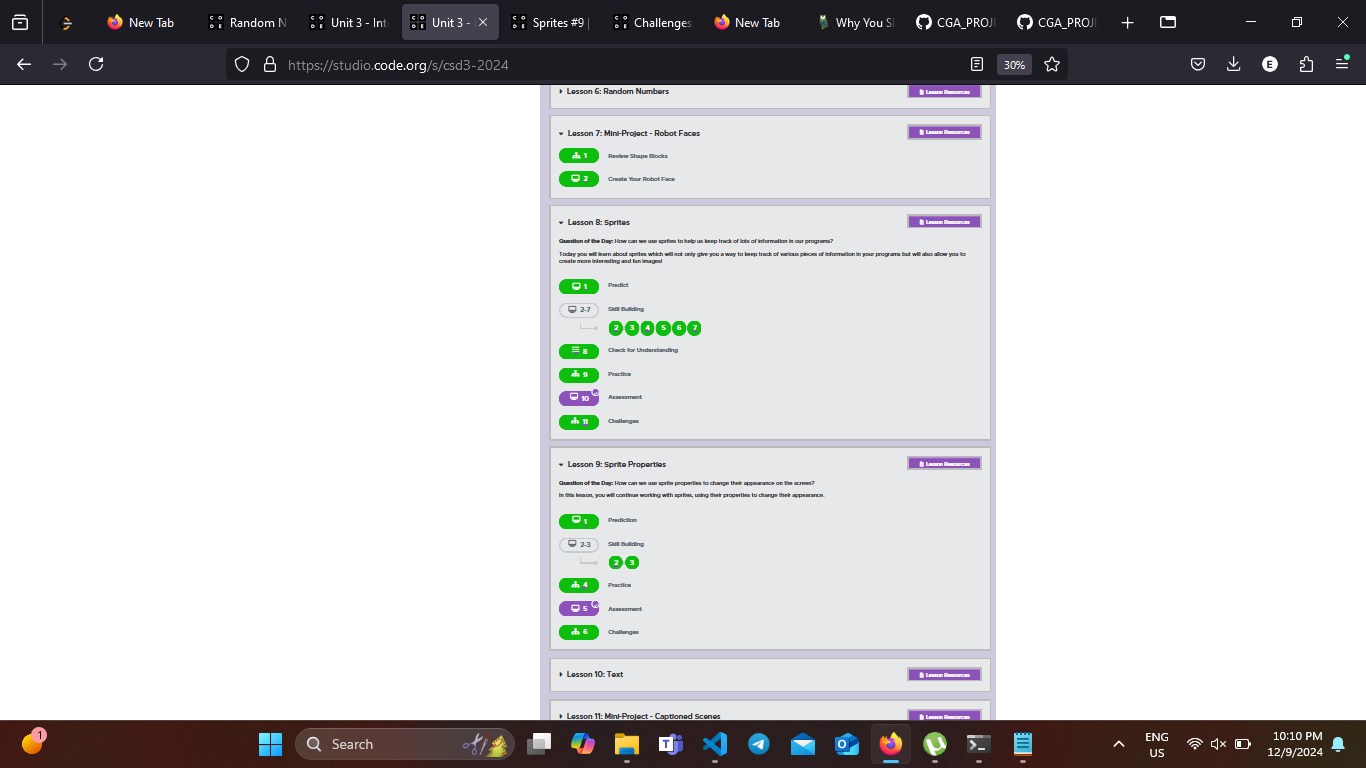 New Tab
Random N
Unit 3 - Int
Unit 3 -
Sprites #9 |
Challenges
New Tab
Why You S
CGA_PROJ
CGA_PROJ
https://studio.code.org/s/csd3-2024
30%
E
Lesson 6: Random Numbers
Lesson Resources
Lesson 7: Mini-Project - Robot Faces
Lesson Resources
1 Review Shape Blocks
2 Create Your Robot Face
Lesson 8: Sprites
Lesson Resources
Question of the Day: How can we use sprites to help us keep track of lots of information in our programs?
Today you will learn about sprites which will not only give you a way to keep track of various pieces of information in your programs but will also allow you to
create more interesting and fun images!
1 Predict
2-7 Skill Building
2 3 4 5 6 7
8 Check for Understanding
9 Practice
10 Assessment
11 Challenges
Lesson 9: Sprite Properties
Lesson Resources
Question of the Day: How can we use sprite properties to change their appearance on the screen?
In this lesson, you will continue working with sprites, using their properties to change their appearance.
1 Prediction
2-3 Skill Building
2 3
4 Practice
5 Assessment
6 Challenges
Lesson 10: Text
Lesson Resources
Lesson 11: Mini-Project - Captioned Scenes
Lesson Resources
1
Search
ENG
US
10:10 PM
12/9/2024